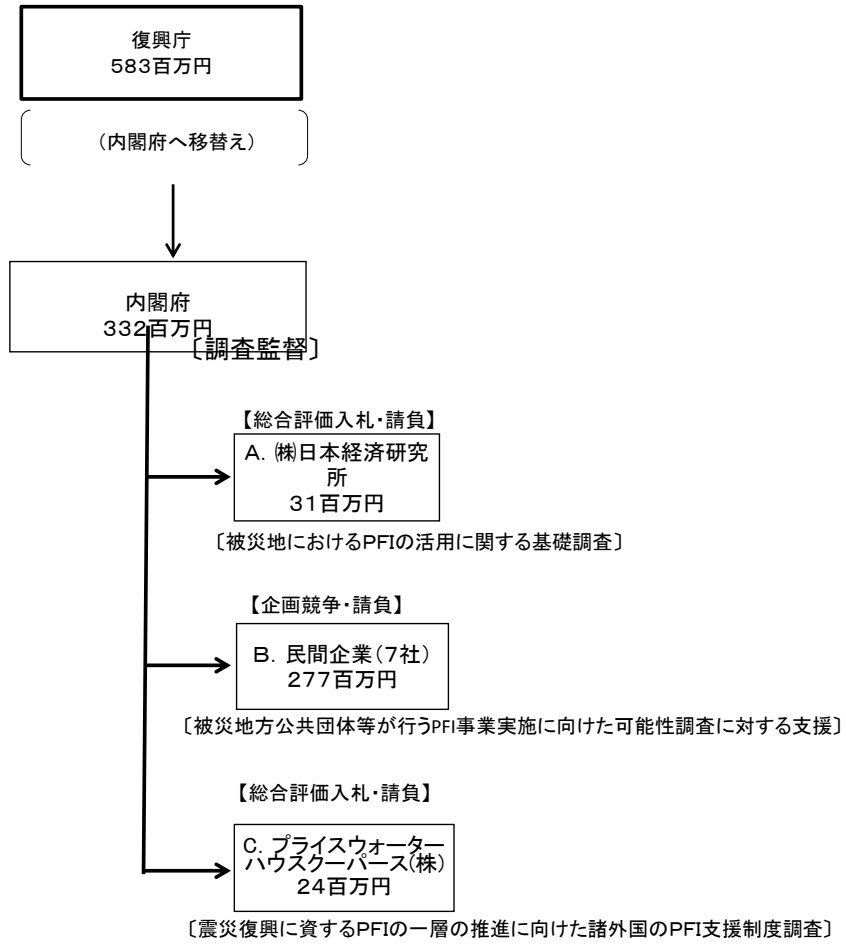 復興庁
583百万円
(内閣府へ移替え)
内閣府
332百万円
〔調査監督〕
【総合評価入札・請負】
A. ㈱日本経済研究
所
31百万円
〔被災地におけるPFIの活用に関する基礎調査〕
【企画競争・請負】
B. 民間企業(7社)
277百万円
〔被災地方公共団体等が行うPFI事業実施に向けた可能性調査に対する支援〕
【総合評価入札・請負】
C. プライスウォーター
ハウスクーパース(株)
24百万円
〔震災復興に資するPFIの一層の推進に向けた諸外国のPFI支援制度調査〕